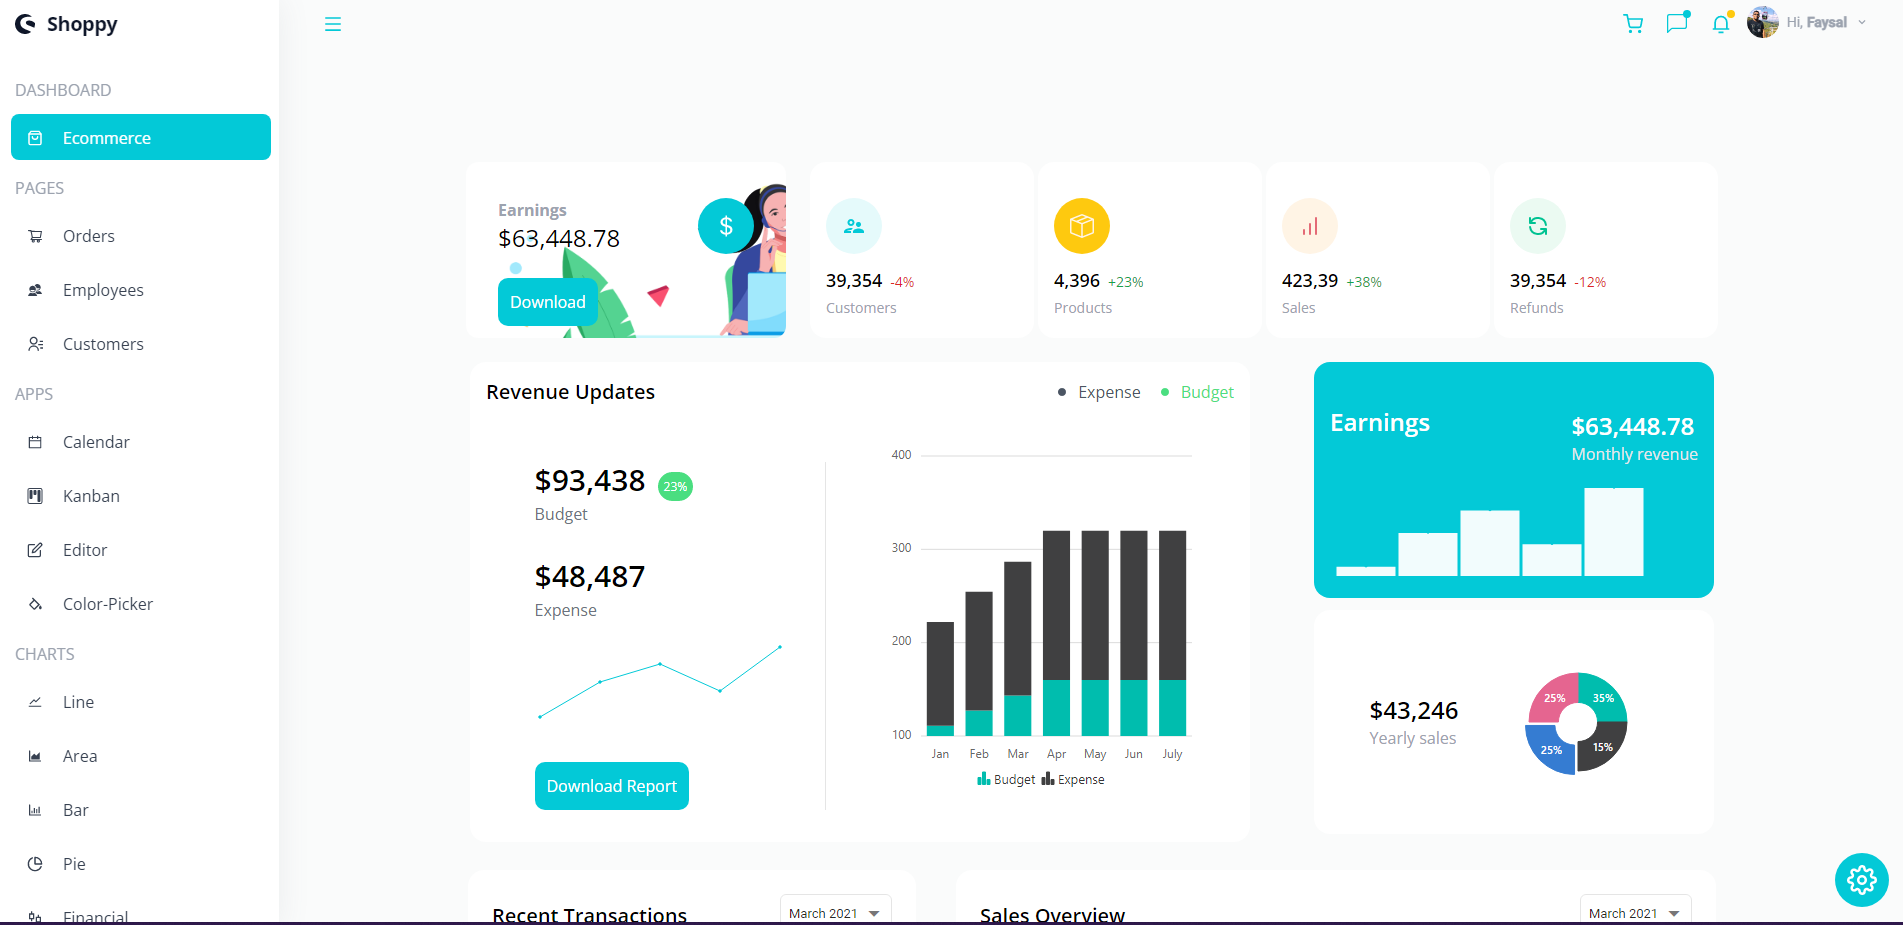 Shoppy
Hi, Faysal
DASHBOARD
Ecommerce
PAGES
Orders
Employees
Customers
APPS
Calendar
Kanban
Editor
Color-Picker
CHARTS
Line
Area
Bar
Pie
Financial
Earnings
$63,448.78
$
Download
39,354 -4%
Customers
4,396 +23%
Products
423,39 +38%
Sales
39,354 -12%
Refunds
Revenue Updates
Expense
Budget
$93,438 23%
Budget
$48,487
Expense
Download Report
400
300
200
100
Jan Feb Mar Apr May Jun July
Budget Expense
Earnings
$63,448.78
Monthly revenue
$43,246
Yearly sales
25% 35%
25% 15%
Recent Transactions
March 2021
Sales Overview
March 2021